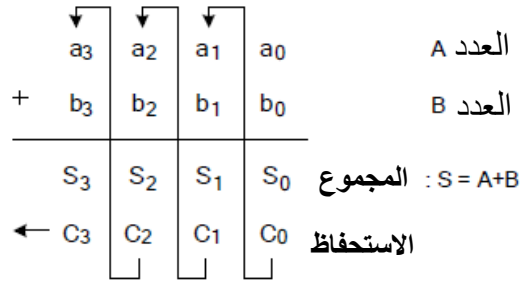 a3 a2 a1 a0 العدد A
+ b3 b2 b1 b0 العدد B
S3 S2 S1 S0 المجموع : S = A+B
C3 C2 C1 C0 الاستحفاظ